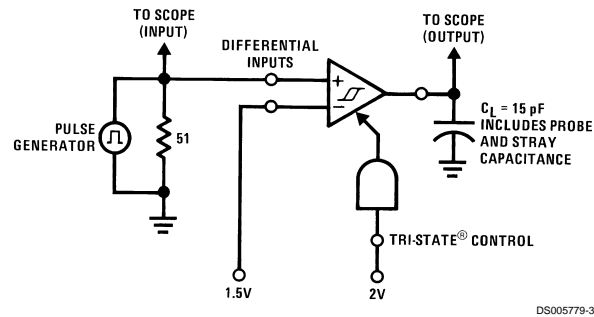 TO SCOPE
(INPUT)
TO SCOPE
(OUTPUT)
DIFFERENTIAL
INPUTS
+
−
PULSE
GENERATOR
51
CL = 15 pF
INCLUDES PROBE
AND STRAY
CAPACITANCE
TRI-STATE® CONTROL
1.5V
2V
DS005779-3